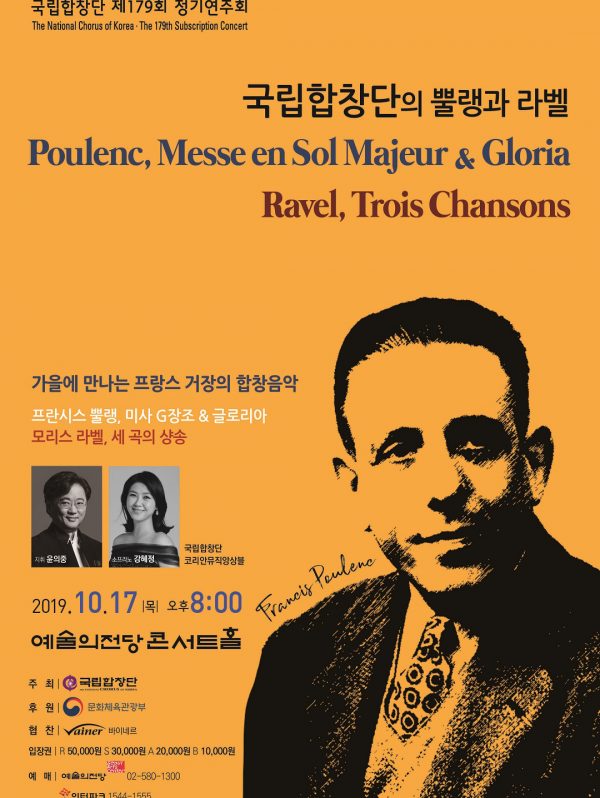 국립합창단 제179회 정기연주회
The National Chorus of Korea · The 179th Subscription Concert
국립합창단의 뿔랭과 라벨
Poulenc, Messe en Sol Majeur & Gloria
Ravel, Trois Chansons
가을에 만나는 프랑스 거장의 합창음악
프란시스 뿔랭, 미사 G장조 & 글로리아
모리스 라벨, 세 곡의 샹송
지휘 윤의중
소프라노 강혜정
국립합창단
코리안뮤직앙상블
Francis Poulenc
2019.10.17 |목| 오후 8:00
예술의전당 콘서트홀
주 최 | 국립합창단
후 원 | 문화체육관광부
협 찬 | Vainer 바이네르
입장권 | R 50,000원 S 30,000원 A 20,000원 B 10,000원
예 매 | 예술의전당 02-580-1300
인터파크 1544-1555